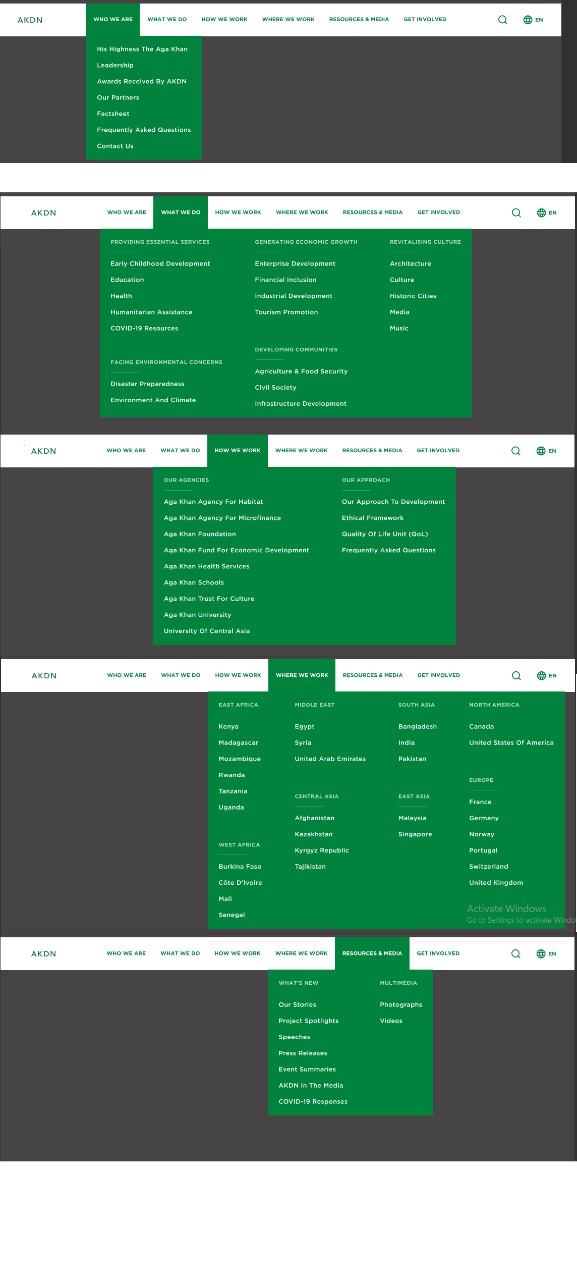 AKDN WHO WE ARE WHAT WE DO HOW WE WORK WHERE WE WORK RESOURCES & MEDIA GET INVOLVED EN
His Highness The Aga Khan
Leadership
Awards Received By AKDN
Our Partners
Factsheet
Frequently Asked Questions
Contact Us
AKDN WHO WE ARE WHAT WE DO HOW WE WORK WHERE WE WORK RESOURCES & MEDIA GET INVOLVED EN
PROVIDING ESSENTIAL SERVICES
Early Childhood Development
Education
Health
Humanitarian Assistance
COVID-19 Resources
FACING ENVIRONMENTAL CONCERNS
Disaster Preparedness
Environment And Climate
GENERATING ECONOMIC GROWTH
Enterprise Development
Financial Inclusion
Industrial Development
Tourism Promotion
DEVELOPING COMMUNITIES
Agriculture & Food Security
Civil Society
Infrastructure Development
REVITALISING CULTURE
Architecture
Culture
Historic Cities
Media
Music
AKDN WHO WE ARE WHAT WE DO HOW WE WORK WHERE WE WORK RESOURCES & MEDIA GET INVOLVED EN
OUR AGENCIES
Aga Khan Agency For Habitat
Aga Khan Agency For Microfinance
Aga Khan Foundation
Aga Khan Fund For Economic Development
Aga Khan Health Services
Aga Khan Schools
Aga Khan Trust For Culture
Aga Khan University
University Of Central Asia
OUR APPROACH
Our Approach To Development
Ethical Framework
Quality Of Life Unit (QoL)
Frequently Asked Questions
AKDN WHO WE ARE WHAT WE DO HOW WE WORK WHERE WE WORK RESOURCES & MEDIA GET INVOLVED EN
EAST AFRICA
Kenya
Madagascar
Mozambique
Rwanda
Tanzania
Uganda
WEST AFRICA
Burkina Faso
Côte D'Ivoire
Mali
Senegal
MIDDLE EAST
Egypt
Syria
United Arab Emirates
CENTRAL ASIA
Afghanistan
Kazakhstan
Kyrgyz Republic
Tajikistan
SOUTH ASIA
Bangladesh
India
Pakistan
EAST ASIA
Malaysia
Singapore
NORTH AMERICA
Canada
United States Of America
EUROPE
France
Germany
Norway
Portugal
Switzerland
United Kingdom
Activate Windows
Go to Settings to activate Windo
AKDN WHO WE ARE WHAT WE DO HOW WE WORK WHERE WE WORK RESOURCES & MEDIA GET INVOLVED EN
WHAT'S NEW
Our Stories
Project Spotlights
Speeches
Press Releases
Event Summaries
AKDN In The Media
COVID-19 Responses
MULTIMEDIA
Photographs
Videos